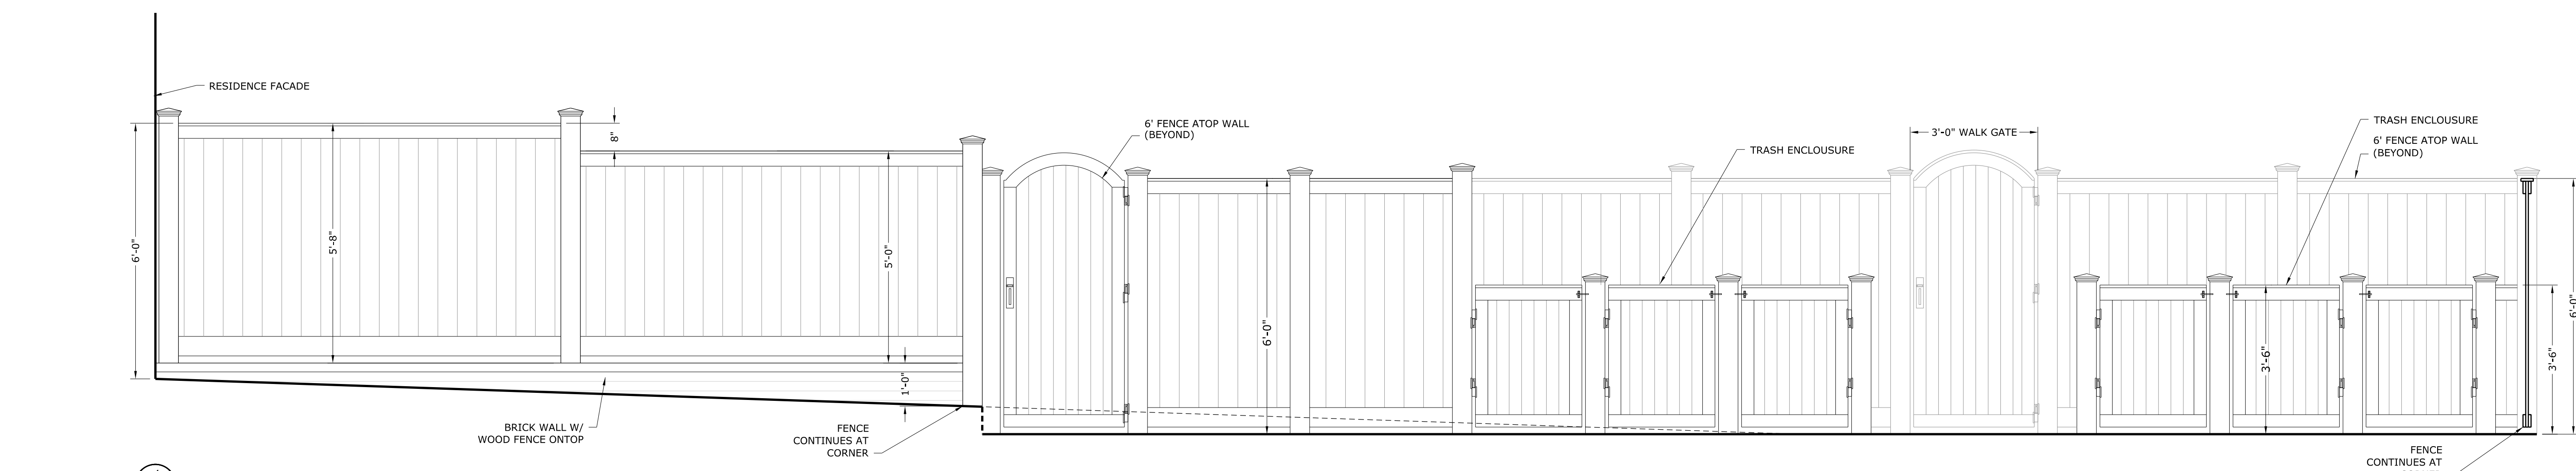 RESIDENCE FACADE
6'-0"
5'-8"
8"
5'-0"
1'-0"
BRICK WALL W/
WOOD FENCE ONTOP
FENCE
CONTINUES AT
CORNER
6' FENCE ATOP WALL
(BEYOND)
6'-0"
TRASH ENCLOUSURE
3'-0" WALK GATE
TRASH ENCLOUSURE
6' FENCE ATOP WALL
(BEYOND)
3'-6"
3'-6"
6'-0"
FENCE
CONTINUES AT